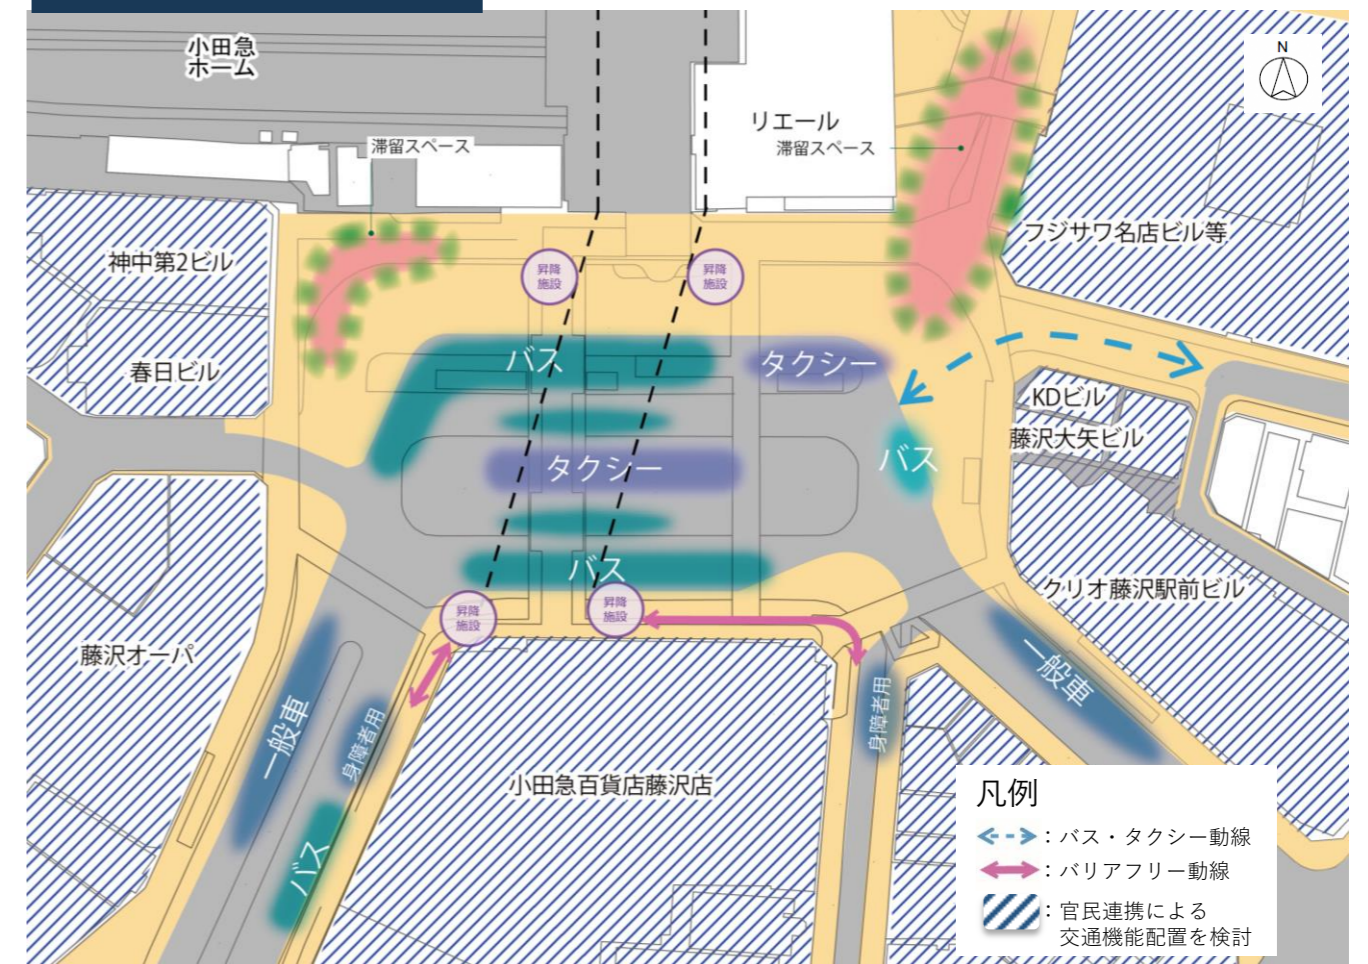 小田急
ホーム
N
リエール
滞留スペース
滞留スペース
フジサワ名店ビル等
神中第2ビル
昇降
施設
昇降
施設
バス
タクシー
春日ビル
KDビル
藤沢大矢ビル
タクシー
バス
バス
クリオ藤沢駅前ビル
昇降
施設
昇降
施設
藤沢オーパ
一般車
身障者用
一般車
身障者用
小田急百貨店藤沢店
バス
凡例
：バス・タクシー動線
：バリアフリー動線
：官民連携による
交通機能配置を検討